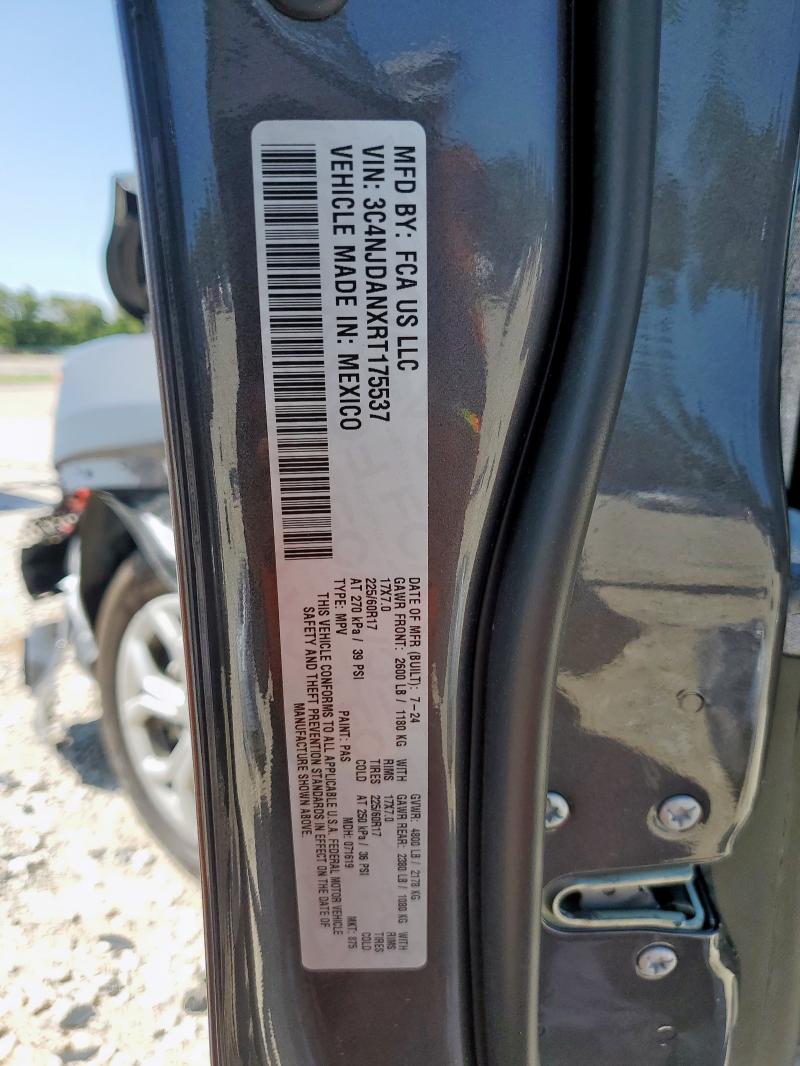 MFD BY: FCA US LLC
VIN: 3C4NJDANXRT175537
VEHICLE MADE IN: MEXICO
DATE OF MFR (BUILT): 7-24 GVWR: 4800 LB / 2178 KG
GAWR FRONT: 2600 LB / 1180 KG WITH GAWR REAR: 2380 LB / 1080 KG WITH
17X7.0 RIMS 17X7.0 RIMS
225/60R17 TIRES 225/60R17 TIRES
AT 270 kPa / 39 PSI COLD AT 250 kPa / 36 PSI COLD
TYPE: MPV PAINT: PAS MDH: 071619 MKT: 875
THIS VEHICLE CONFORMS TO ALL APPLICABLE U.S.A. FEDERAL MOTOR VEHICLE
SAFETY AND THEFT PREVENTION STANDARDS IN EFFECT ON THE DATE OF
MANUFACTURE SHOWN ABOVE.